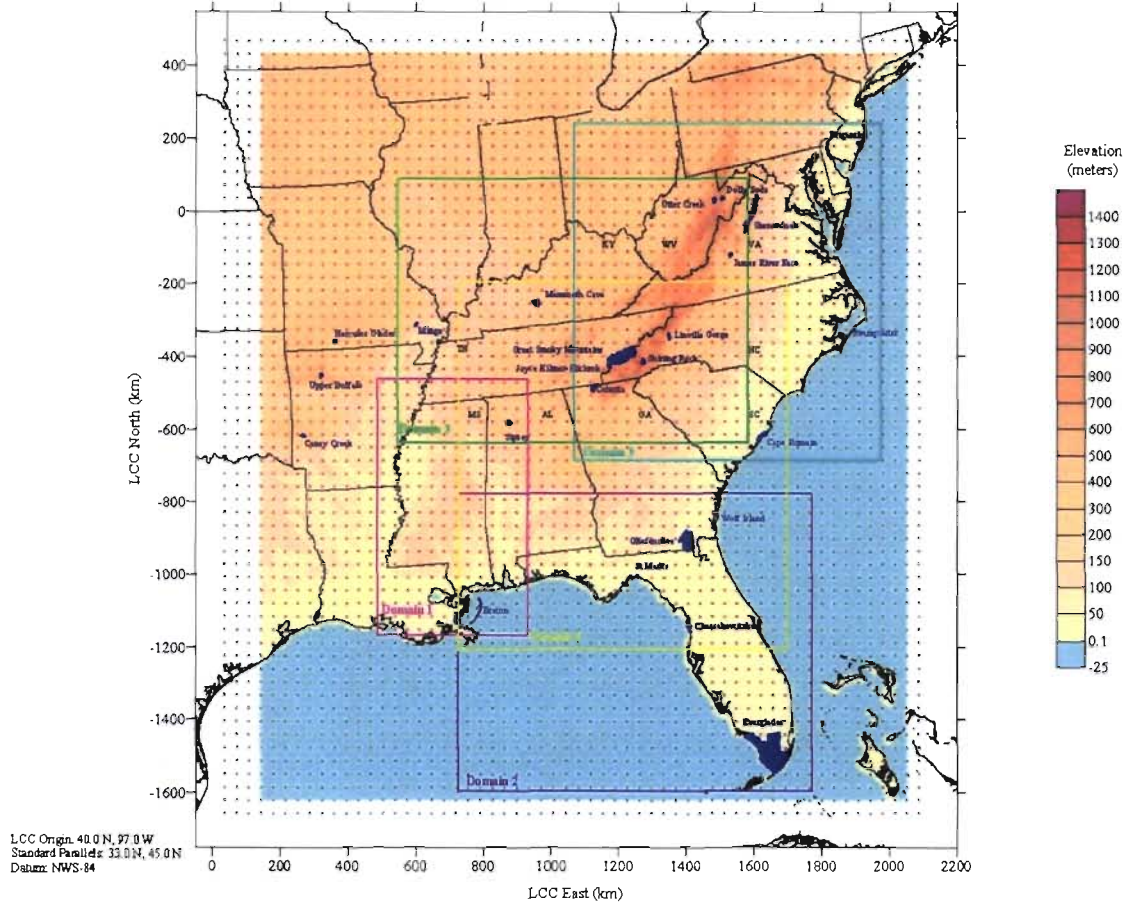 400
200
0
-200
-400
-600
-800
-1000
-1200
-1400
-1600
LCC North (km)
0
200
400
600
800
1000
1200
1400
1600
1800
2000
2200
LCC East (km)
LCC Origin: 40.0 N, 97.0 W
Standard Parallels: 33.0 N, 45.0 N
Datum: NWS-84
Elevation
(meters)
1400
1300
1200
1100
1000
900
800
700
600
500
400
300
200
150
100
50
0.1
-25
Brigantine
Otter Creek
Dolly Sods
Shenandoah
KY
WV
VA
James River Face
Mammoth Cave
Mingo
Hercules Glades
Linville Gorge
Swanquarter
TN
Great Smoky Mountains
NC
Shining Rock
Joyce Kilmer Slickrock
Upper Buffalo
Cohutta
MS
AL
GA
SC
Caney Creek
Sipsey
Cape Romain
Wolf Island
Okefenokee
St Marks
Domain 1
Breton
Chassahowitzka
Everglades
Domain 2